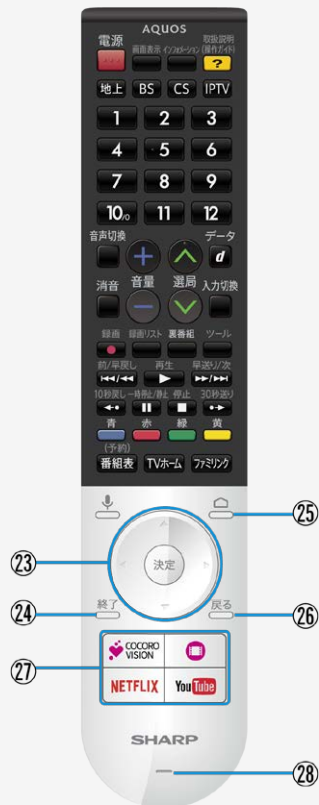 AQUOS
電源 画面表示 インフォメーション 取扱説明(操作ガイド)
?
地上 BS CS IPTV
1 2 3
4 5 6
7 8 9
10/0 11 12
音声切換 データ
+ d
消音 音量 選局 入力切換
−
録画 録画リスト 裏番組 ツール
前/早戻し 再生 早送り/次
10秒戻し 一時停止/静止 停止 30秒送り
青 赤 緑 黄
(予約)
番組表 TVホーム ファミリンク
㉕
㉓ 決定
㉔ 終了 戻る ㉖
㉗ COCORO VISION
NETFLIX YouTube
SHARP
㉘